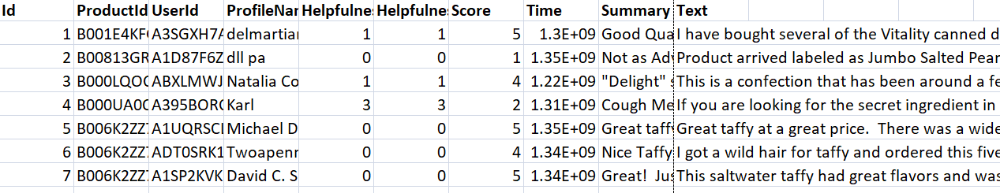 Id ProductId UserId ProfileNar Helpfulnes Helpfulnes Score Time Summary Text
1 B001E4KF A3SGXH7A delmartiar 1 1 5 1.3E+09 Good Qua I have bought several of the Vitality canned d
2 B00813GR A1D87F6Z dll pa 0 0 1 1.35E+09 Not as Adv Product arrived labeled as Jumbo Salted Pear
3 B000LQOC ABXLMWJ Natalia Co 1 1 4 1.22E+09 "Delight" s This is a confection that has been around a fe
4 B000UA0C A395BORC Karl 3 3 2 1.31E+09 Cough Me If you are looking for the secret ingredient in
5 B006K2ZZ7 A1UQRSCI Michael D 0 0 5 1.35E+09 Great taff Great taffy at a great price. There was a wide
6 B006K2ZZ7 ADT0SRK1 Twoapenr 0 0 4 1.34E+09 Nice Taffy I got a wild hair for taffy and ordered this five
7 B006K2ZZ7 A1SP2KVK David C. S 0 0 5 1.34E+09 Great! Jus This saltwater taffy had great flavors and was